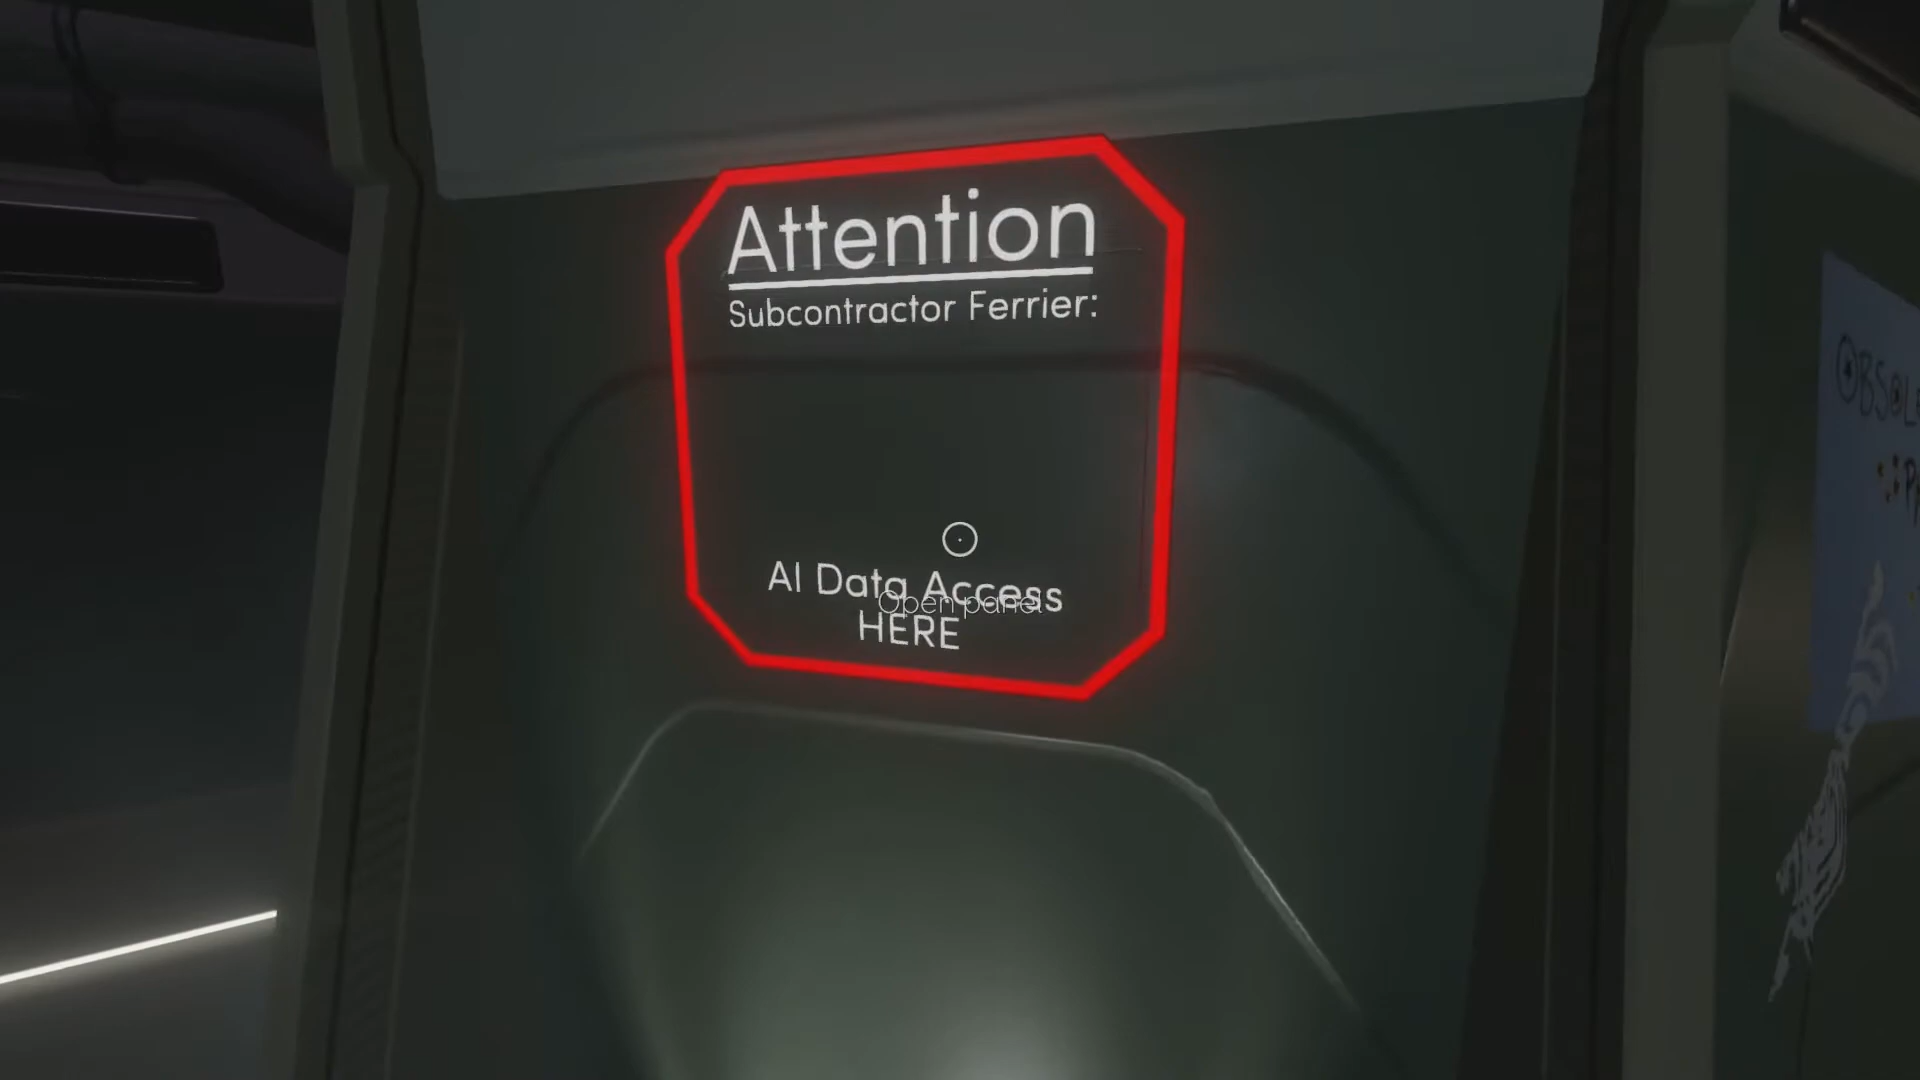 Attention
Subcontractor Ferrier:
AI Data Access
Open panel
HERE